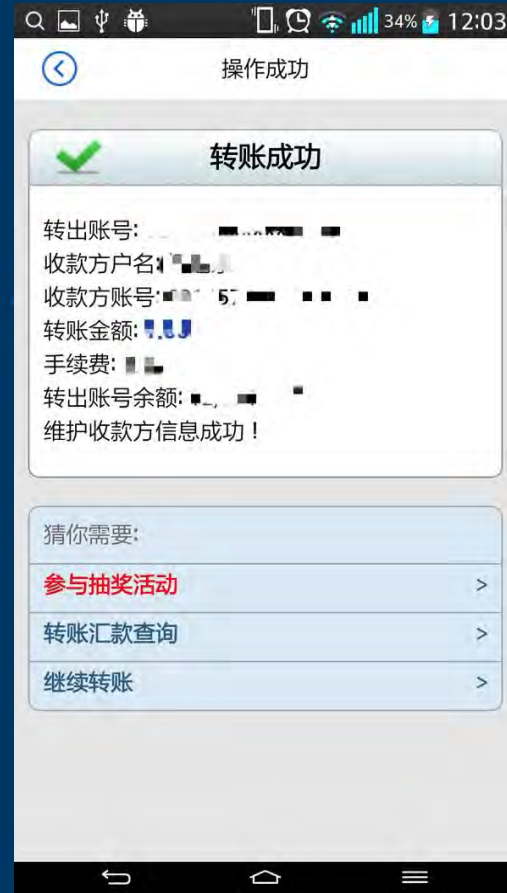 34% 12:03
操作成功
转账成功
转出账号:
收款方户名:
收款方账号:
转账金额:
手续费:
转出账号余额:
维护收款方信息成功！
猜你需要:
参与抽奖活动 >
转账汇款查询 >
继续转账 >